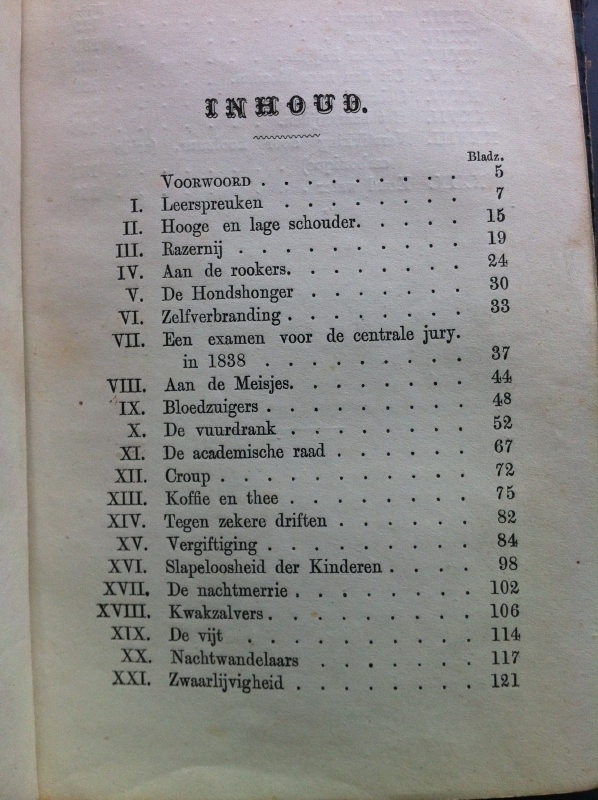 INHOUD.
Bladz.
VOORWOORD . . . . . . . . . 5
I. Leerspreuken . . . . . . . . 7
II. Hooge en lage schouder. . . . . 15
III. Razernij . . . . . . . . . . 19
IV. Aan de rookers. . . . . . . . 24
V. De Hondshonger . . . . . . . 30
VI. Zelfverbranding . . . . . . . . 33
VII. Een examen voor de centrale jury.
in 1838 . . . . . . . . . 37
VIII. Aan de Meisjes. . . . . . . . 44
IX. Bloedzuigers . . . . . . . . . 48
X. De vuurdrank . . . . . . . . 52
XI. De academische raad . . . . . . 67
XII. Croup . . . . . . . . . . . 72
XIII. Koffie en thee . . . . . . . . 75
XIV. Tegen zekere driften . . . . . . 82
XV. Vergiftiging . . . . . . . . . 84
XVI. Slapeloosheid der Kinderen . . . . 98
XVII. De nachtmerrie . . . . . . . . 102
XVIII. Kwakzalvers. . . . . . . . . 106
XIX. De vijt . . . . . . . . . . 114
XX. Nachtwandelaars . . . . . . . 117
XXI. Zwaarlijvigheid . . . . . . . . 121